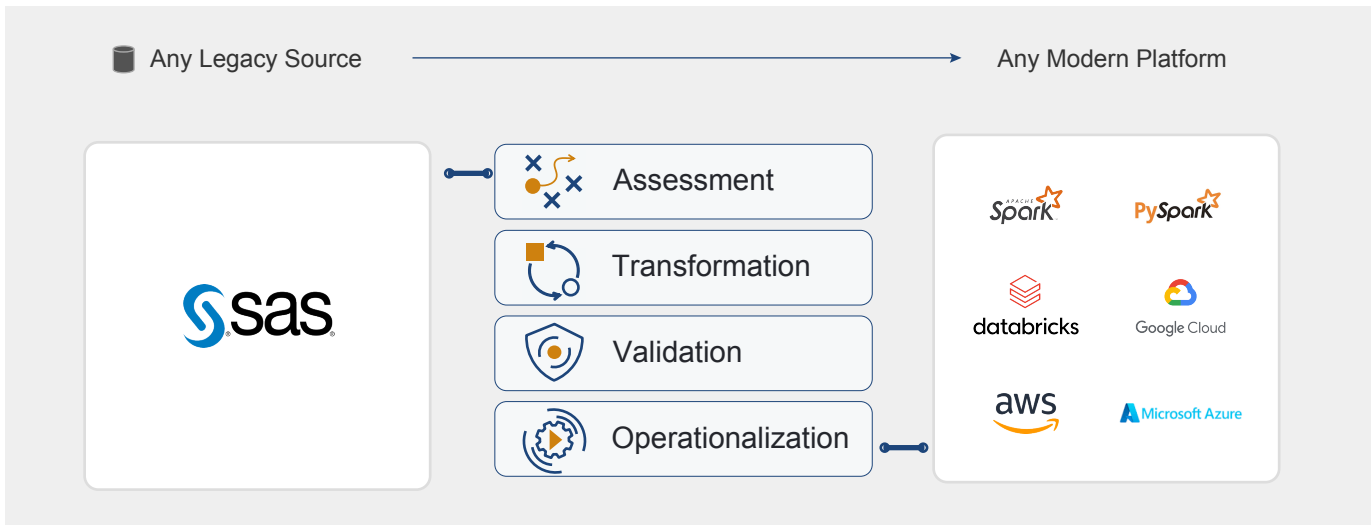 Any Legacy Source
Any Modern Platform
sas
Assessment
Transformation
Validation
Operationalization
APACHE
Spark
PySpark
databricks
Google Cloud
aws
Microsoft Azure